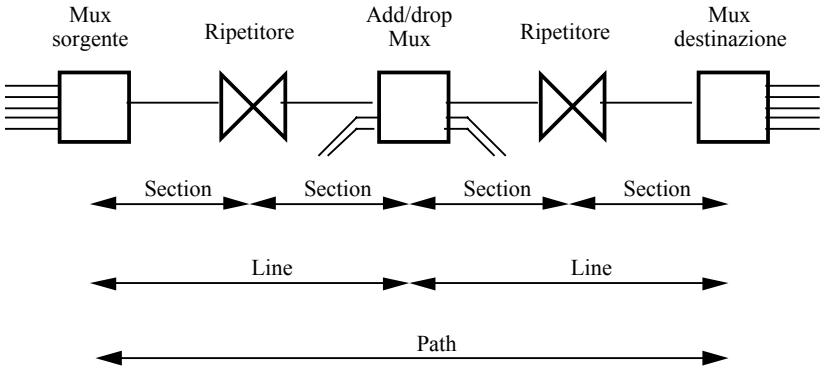 Mux
sorgente
Ripetitore
Add/drop
Mux
Ripetitore
Mux
destinazione
Section
Section
Section
Section
Line
Line
Path